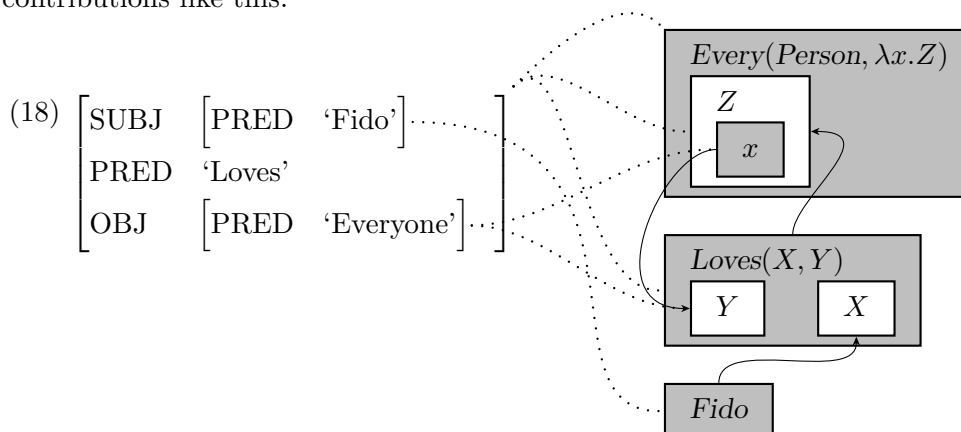 contributions like this:
(18)
SUBJ [PRED ‘Fido’]
PRED ‘Loves’
OBJ [PRED ‘Everyone’]
Every(Person, λx.Z)
Z
x
Loves(X, Y)
Y X
Fido